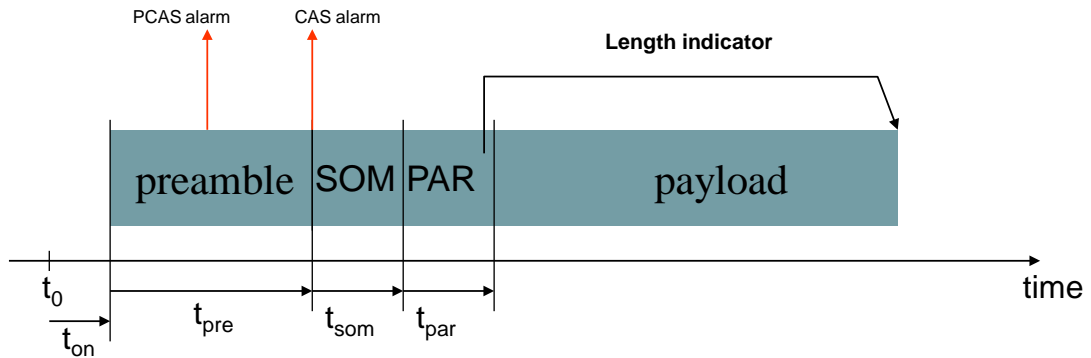 PCAS alarm
CAS alarm
Length indicator
preamble
SOM
PAR
payload
t0
time
tpre
tsom
tpar
ton